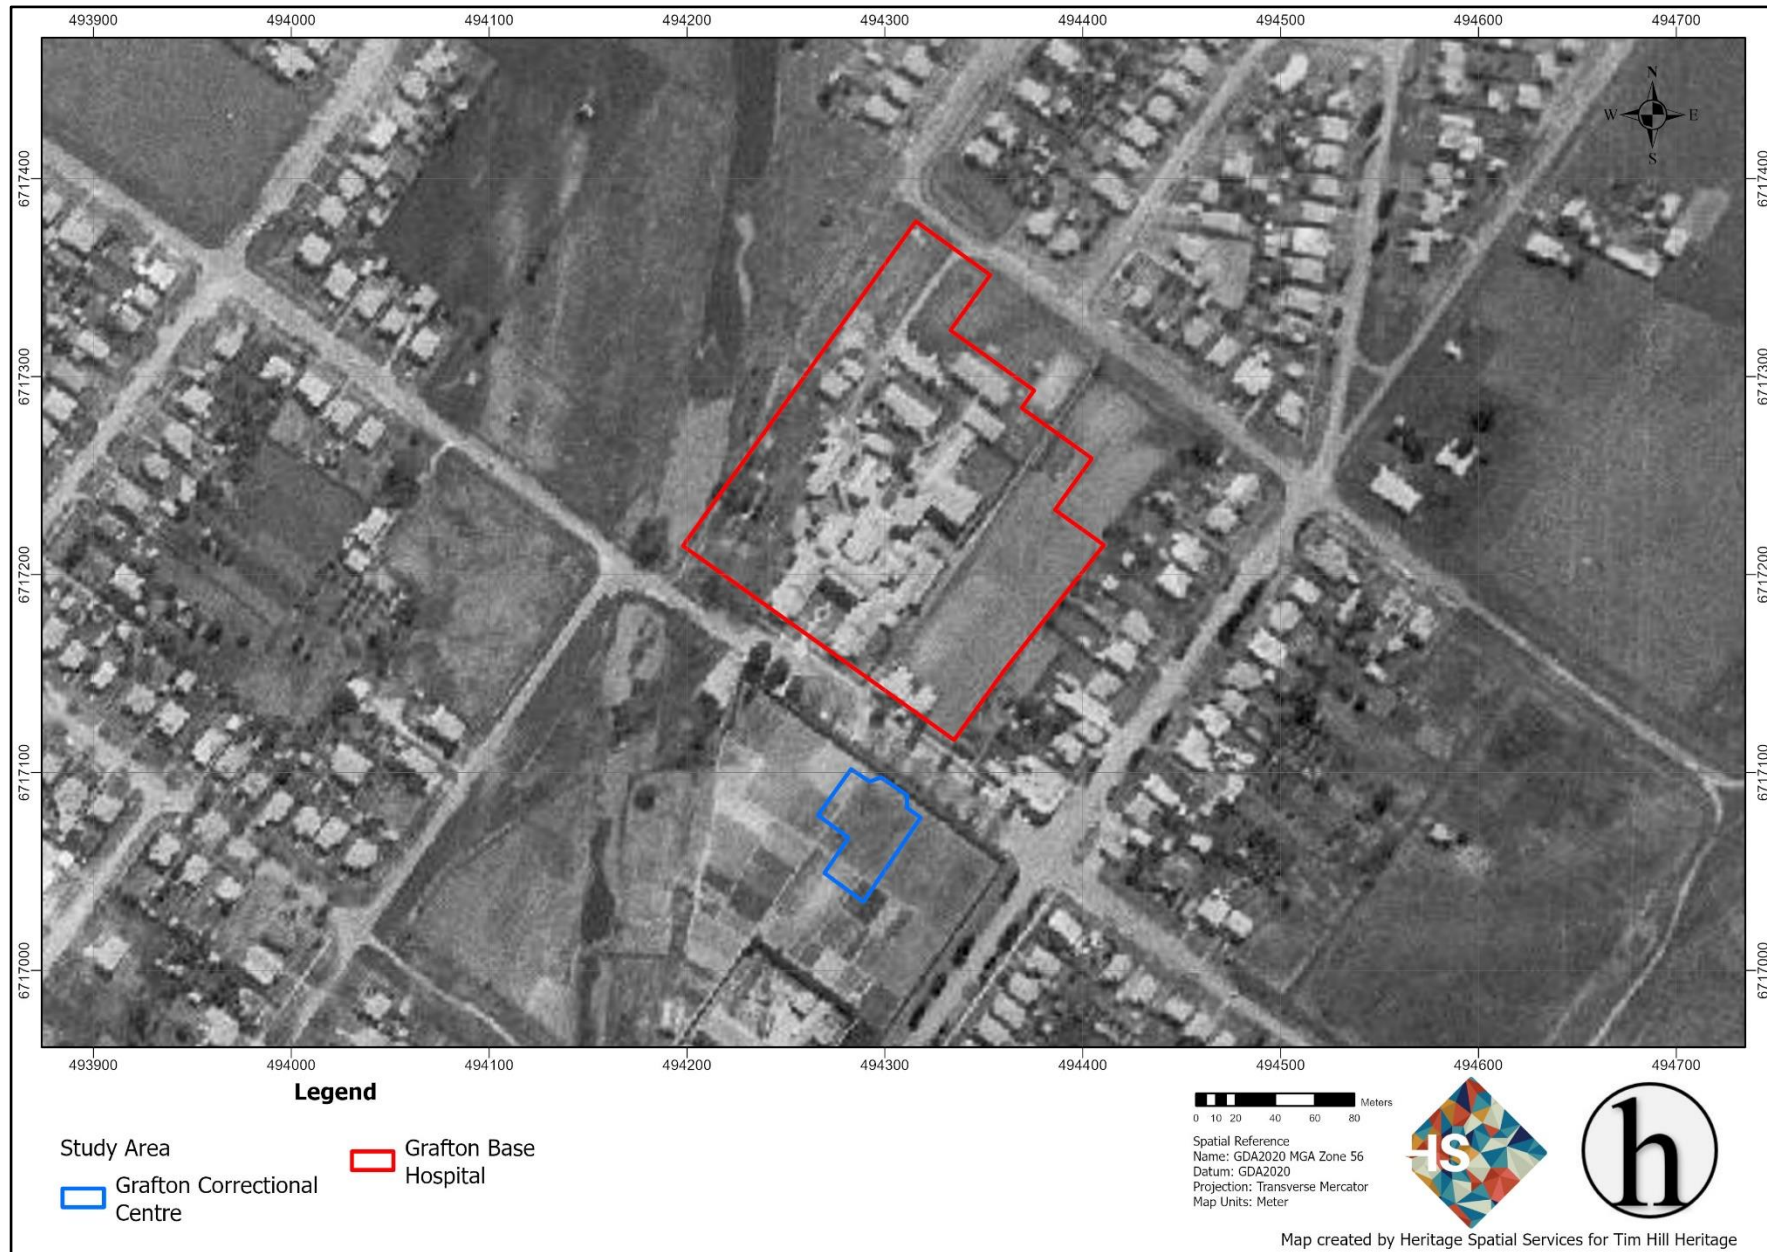 493900 494000 494100 494200 494300 494400 494500 494600 494700
N
W E
S
6717400 6717400
6717300 6717300
6717200 6717200
6717100 6717100
6717000 6717000
493900 494000 494100 494200 494300 494400 494500 494600 494700
Legend
Study Area
Grafton Correctional
Centre
Grafton Base
Hospital
Meters
0 10 20 40 60 80
Spatial Reference
Name: GDA2020 MGA Zone 56
Datum: GDA2020
Projection: Transverse Mercator
Map Units: Meter
HS
h
Map created by Heritage Spatial Services for Tim Hill Heritage